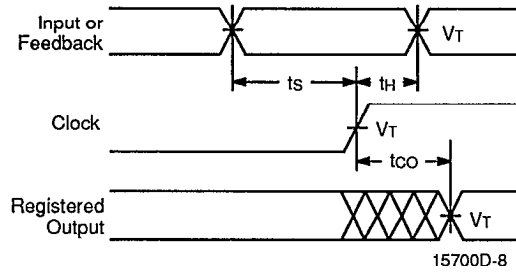 Input or
Feedback
VT
tS
tH
Clock
VT
tCO
Registered
Output
VT
15700D-8